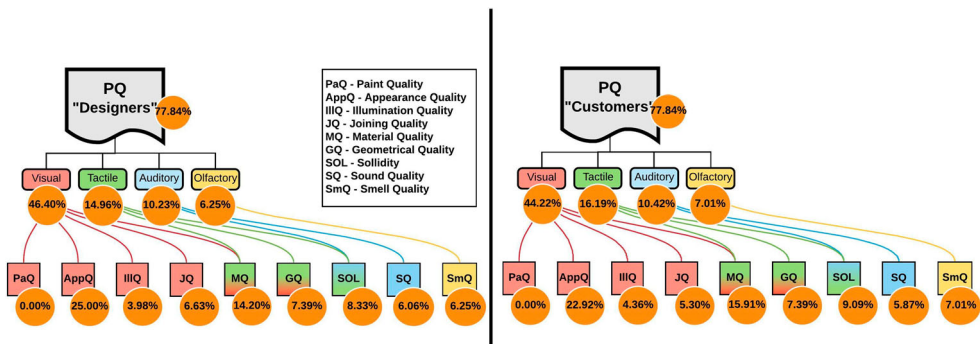 PQ
"Designers"
77.84%
Visual
Tactile
Auditory
Olfactory
46.40%
14.96%
10.23%
6.25%
PaQ
AppQ
IllQ
JQ
MQ
GQ
SOL
SQ
SmQ
0.00%
25.00%
3.98%
6.63%
14.20%
7.39%
8.33%
6.06%
6.25%
PaQ - Paint Quality
AppQ - Appearance Quality
IllQ - Illumination Quality
JQ - Joining Quality
MQ - Material Quality
GQ - Geometrical Quality
SOL - Sollidity
SQ - Sound Quality
SmQ - Smell Quality
PQ
"Customers"
77.84%
Visual
Tactile
Auditory
Olfactory
44.22%
16.19%
10.42%
7.01%
PaQ
AppQ
IllQ
JQ
MQ
GQ
SOL
SQ
SmQ
0.00%
22.92%
4.36%
5.30%
15.91%
7.39%
9.09%
5.87%
7.01%